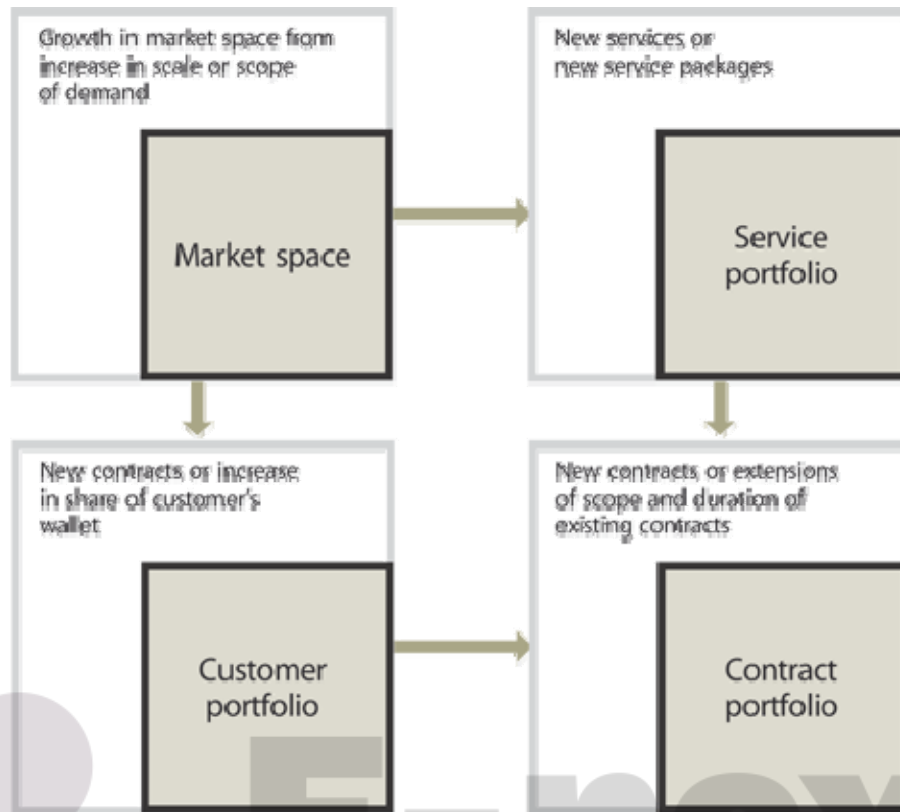 Growth in market space from
increase in scale or scope
of demand
Market space
New services or
new service packages
Service
portfolio
New contracts or increase
in share of customer's
wallet
Customer
portfolio
New contracts or extensions
of scope and duration of
existing contracts
Contract
portfolio